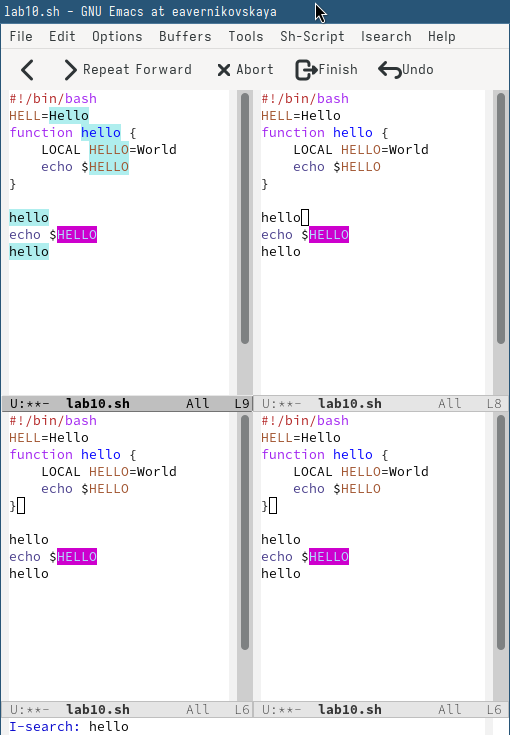 lab10.sh – GNU Emacs at eavernikovskaya
File Edit Options Buffers Tools Sh-Script Isearch Help
Repeat Forward Abort Finish Undo
#!/bin/bash
HELL=Hello
function hello {
    LOCAL HELLO=World
    echo $HELLO
}
hello
echo $HELLO
hello
U:**-  lab10.sh       All   L9
#!/bin/bash
HELL=Hello
function hello {
    LOCAL HELLO=World
    echo $HELLO
}
hello
echo $HELLO
hello
U:**-  lab10.sh       All   L8
#!/bin/bash
HELL=Hello
function hello {
    LOCAL HELLO=World
    echo $HELLO
}
hello
echo $HELLO
hello
U:**-  lab10.sh       All   L6
#!/bin/bash
HELL=Hello
function hello {
    LOCAL HELLO=World
    echo $HELLO
}
hello
echo $HELLO
hello
U:**-  lab10.sh       All   L6
I-search: hello